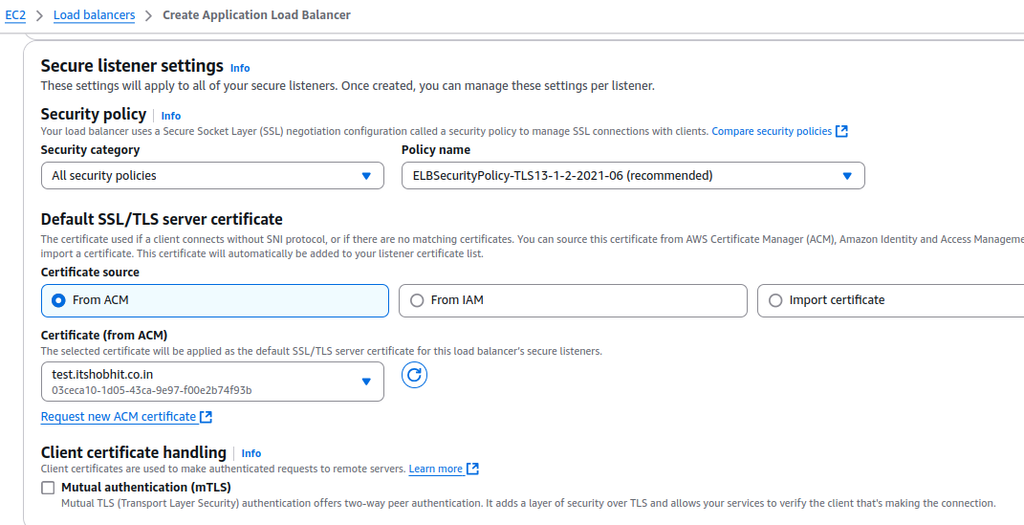 EC2 > Load balancers > Create Application Load Balancer
Secure listener settings Info
These settings will apply to all of your secure listeners. Once created, you can manage these settings per listener.
Security policy | Info
Your load balancer uses a Secure Socket Layer (SSL) negotiation configuration called a security policy to manage SSL connections with clients. Compare security policies
Security category Policy name
All security policies ELBSecurityPolicy-TLS13-1-2-2021-06 (recommended)
Default SSL/TLS server certificate
The certificate used if a client connects without SNI protocol, or if there are no matching certificates. You can source this certificate from AWS Certificate Manager (ACM), Amazon Identity and Access Manageme
import a certificate. This certificate will automatically be added to your listener certificate list.
Certificate source
From ACM From IAM Import certificate
Certificate (from ACM)
The selected certificate will be applied as the default SSL/TLS server certificate for this load balancer's secure listeners.
test.itshobhit.co.in
03ceca10-1d05-43ca-9e97-f00e2b74f93b
Request new ACM certificate
Client certificate handling | Info
Client certificates are used to make authenticated requests to remote servers. Learn more
Mutual authentication (mTLS)
Mutual TLS (Transport Layer Security) authentication offers two-way peer authentication. It adds a layer of security over TLS and allows your services to verify the client that's making the connection.